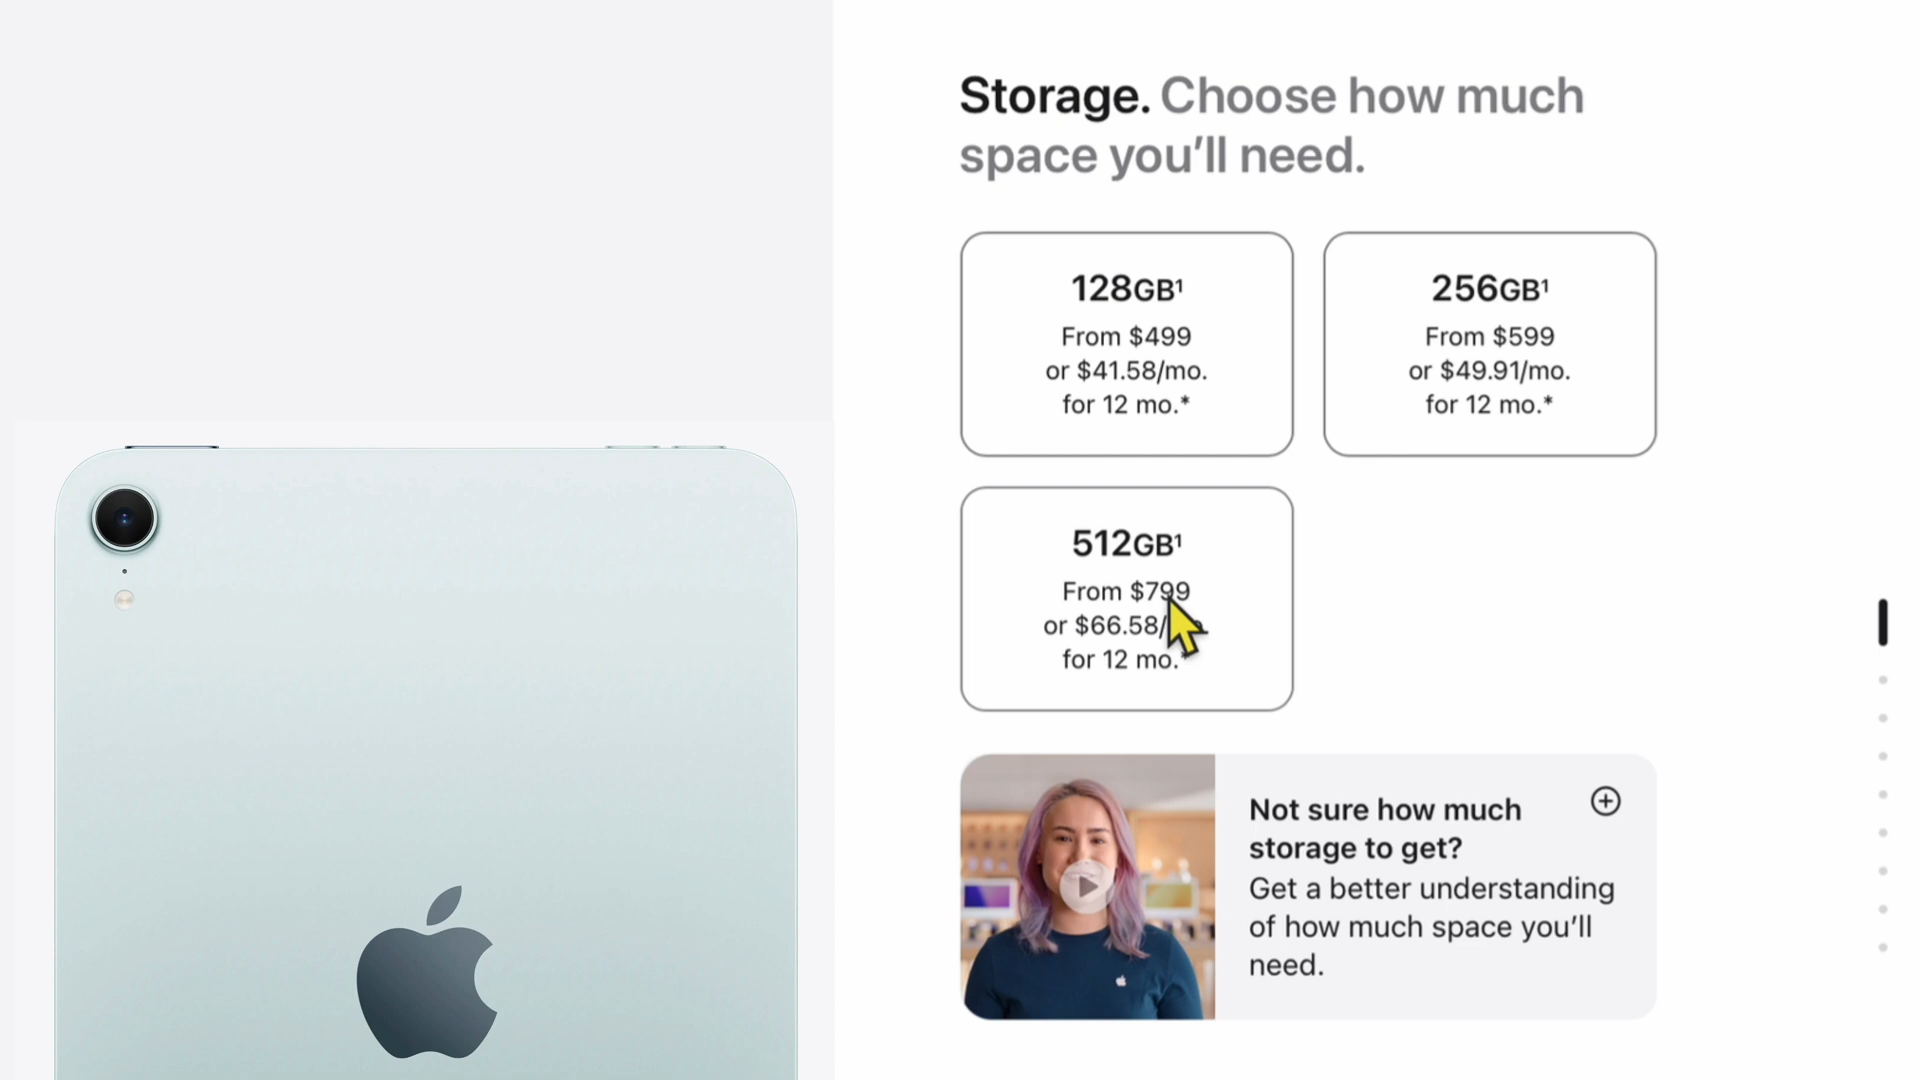 Storage. Choose how much
space you’ll need.
128GB¹
From $499
or $41.58/mo.
for 12 mo.*
256GB¹
From $599
or $49.91/mo.
for 12 mo.*
512GB¹
From $799
or $66.58/
for 12 mo.*
Not sure how much
storage to get?
Get a better understanding
of how much space you’ll
need.